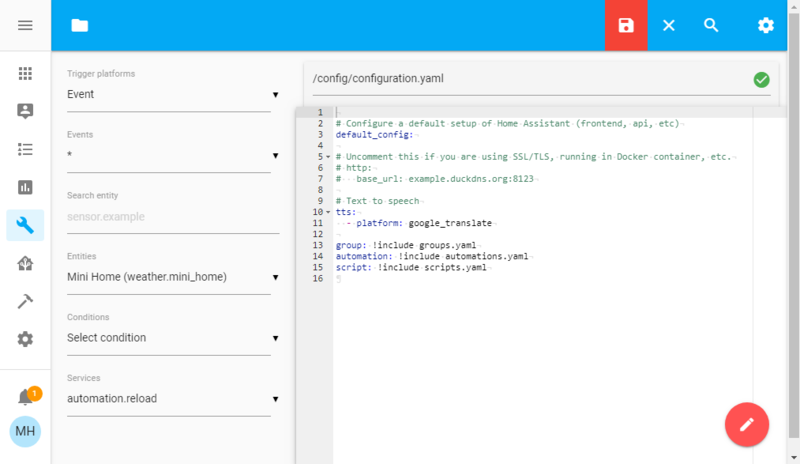 Trigger platforms
Event
Events
*
Search entity
sensor.example
Entities
Mini Home (weather.mini_home)
Conditions
Select condition
Services
automation.reload
1
MH
/config/configuration.yaml
1
2 # Configure a default setup of Home Assistant (frontend, api, etc)
3 default_config:
4
5 # Uncomment this if you are using SSL/TLS, running in Docker container, etc.
6 # http:
7 #   base_url: example.duckdns.org:8123
8
9 # Text to speech
10 tts:
11   - platform: google_translate
12
13 group: !include groups.yaml
14 automation: !include automations.yaml
15 script: !include scripts.yaml
16